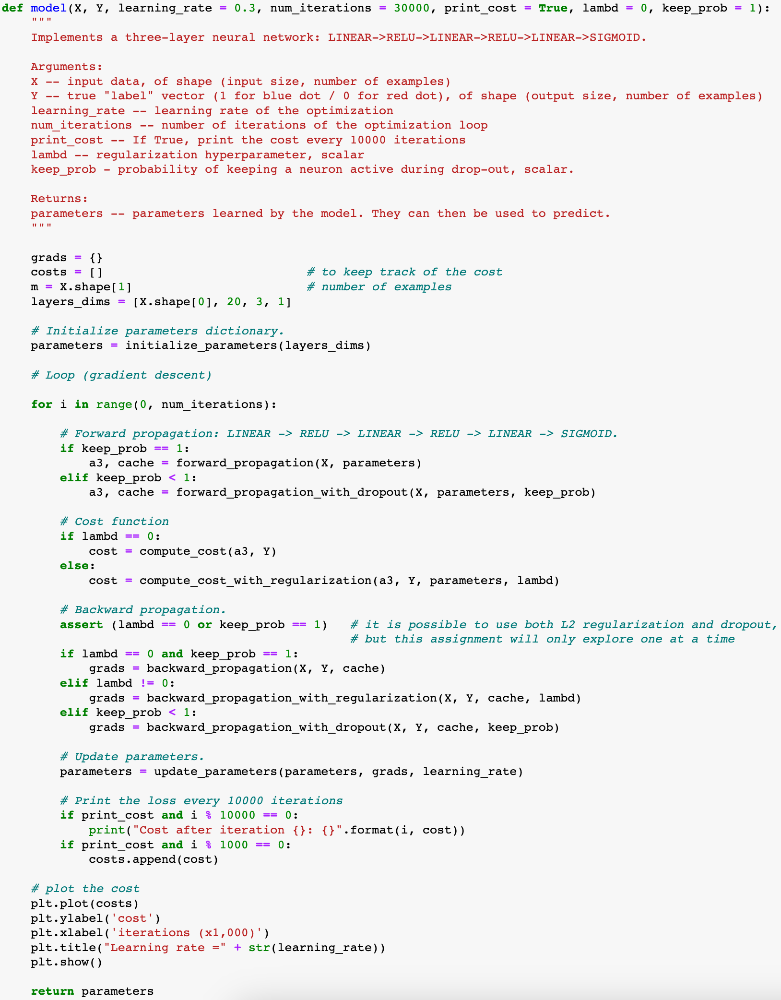 def model(X, Y, learning_rate = 0.3, num_iterations = 30000, print_cost = True, lambd = 0, keep_prob = 1):
    """
    Implements a three-layer neural network: LINEAR->RELU->LINEAR->RELU->LINEAR->SIGMOID.

    Arguments:
    X -- input data, of shape (input size, number of examples)
    Y -- true "label" vector (1 for blue dot / 0 for red dot), of shape (output size, number of examples)
    learning_rate -- learning rate of the optimization
    num_iterations -- number of iterations of the optimization loop
    print_cost -- If True, print the cost every 10000 iterations
    lambd -- regularization hyperparameter, scalar
    keep_prob - probability of keeping a neuron active during drop-out, scalar.

    Returns:
    parameters -- parameters learned by the model. They can then be used to predict.
    """

    grads = {}
    costs = []                            # to keep track of the cost
    m = X.shape[1]                        # number of examples
    layers_dims = [X.shape[0], 20, 3, 1]

    # Initialize parameters dictionary.
    parameters = initialize_parameters(layers_dims)

    # Loop (gradient descent)

    for i in range(0, num_iterations):

        # Forward propagation: LINEAR -> RELU -> LINEAR -> RELU -> LINEAR -> SIGMOID.
        if keep_prob == 1:
            a3, cache = forward_propagation(X, parameters)
        elif keep_prob < 1:
            a3, cache = forward_propagation_with_dropout(X, parameters, keep_prob)

        # Cost function
        if lambd == 0:
            cost = compute_cost(a3, Y)
        else:
            cost = compute_cost_with_regularization(a3, Y, parameters, lambd)

        # Backward propagation.
        assert (lambd == 0 or keep_prob == 1)   # it is possible to use both L2 regularization and dropout,
                                                # but this assignment will only explore one at a time
        if lambd == 0 and keep_prob == 1:
            grads = backward_propagation(X, Y, cache)
        elif lambd != 0:
            grads = backward_propagation_with_regularization(X, Y, cache, lambd)
        elif keep_prob < 1:
            grads = backward_propagation_with_dropout(X, Y, cache, keep_prob)

        # Update parameters.
        parameters = update_parameters(parameters, grads, learning_rate)

        # Print the loss every 10000 iterations
        if print_cost and i % 10000 == 0:
            print("Cost after iteration {}: {}".format(i, cost))
        if print_cost and i % 1000 == 0:
            costs.append(cost)

    # plot the cost
    plt.plot(costs)
    plt.ylabel('cost')
    plt.xlabel('iterations (x1,000)')
    plt.title("Learning rate =" + str(learning_rate))
    plt.show()

    return parameters